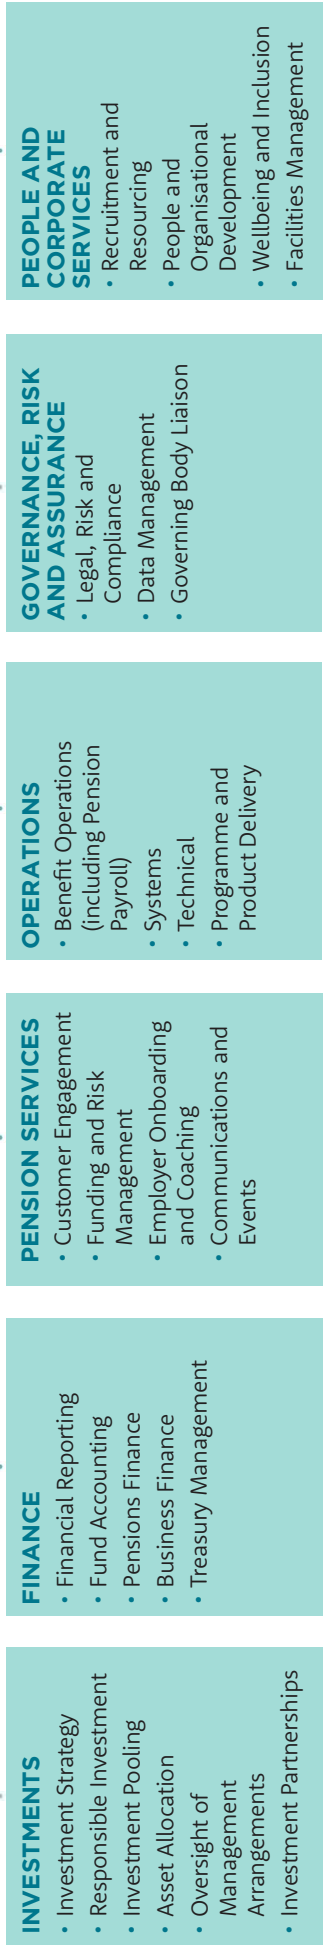 INVESTMENTS
• Investment Strategy
• Responsible Investment
• Investment Pooling
• Asset Allocation
• Oversight of
Management
Arrangements
• Investment Partnerships
FINANCE
• Financial Reporting
• Fund Accounting
• Pensions Finance
• Business Finance
• Treasury Management
PENSION SERVICES
• Customer Engagement
• Funding and Risk
Management
• Employer Onboarding
and Coaching
• Communications and
Events
OPERATIONS
• Benefit Operations
(including Pension
Payroll)
• Systems
• Technical
• Programme and
Product Delivery
GOVERNANCE, RISK
AND ASSURANCE
• Legal, Risk and
Compliance
• Data Management
• Governing Body Liaison
PEOPLE AND
CORPORATE
SERVICES
• Recruitment and
Resourcing
• People and
Organisational
Development
• Wellbeing and Inclusion
• Facilities Management